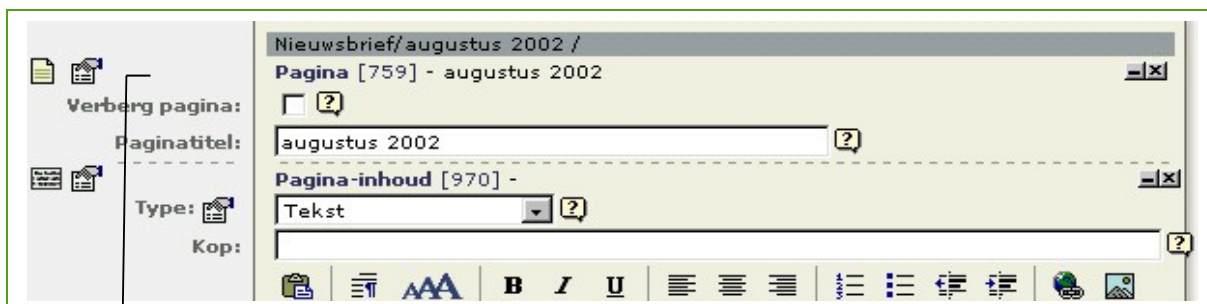 Nieuwsbrief/augustus 2002 /
Pagina [759] - augustus 2002
Verberg pagina:
Paginatitel: augustus 2002
Pagina-inhoud [970] -
Type: Tekst
Kop:
B I U